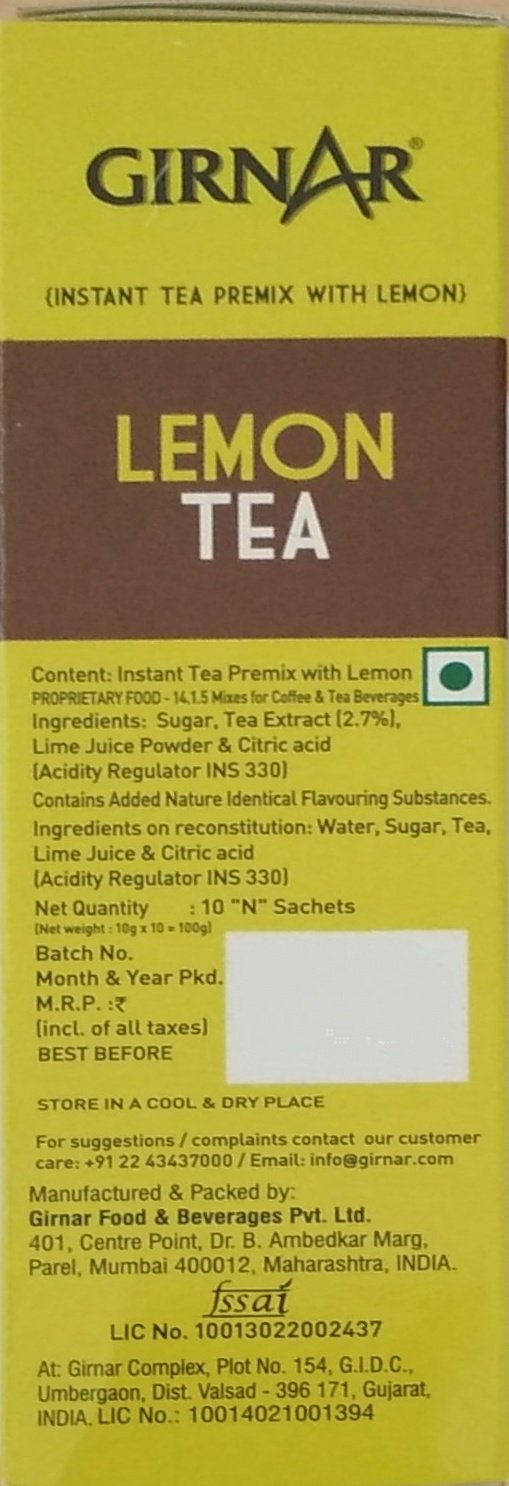 GIRNAR®
{INSTANT TEA PREMIX WITH LEMON}
LEMON
TEA
Content: Instant Tea Premix with Lemon
PROPRIETARY FOOD - 14.1.5 Mixes for Coffee & Tea Beverages
Ingredients: Sugar, Tea Extract (2.7%),
Lime Juice Powder & Citric acid
(Acidity Regulator INS 330)
Contains Added Nature Identical Flavouring Substances.
Ingredients on reconstitution: Water, Sugar, Tea,
Lime Juice & Citric acid
(Acidity Regulator INS 330)
Net Quantity : 10 "N" Sachets
(Net weight : 10g x 10 = 100g)
Batch No.
Month & Year Pkd.
M.R.P. :₹
(incl. of all taxes)
BEST BEFORE
STORE IN A COOL & DRY PLACE
For suggestions / complaints contact our customer
care: +91 22 43437000 / Email: info@girnar.com
Manufactured & Packed by:
Girnar Food & Beverages Pvt. Ltd.
401, Centre Point, Dr. B. Ambedkar Marg,
Parel, Mumbai 400012, Maharashtra, INDIA.
fssai
LIC No. 10013022002437
At: Girnar Complex, Plot No. 154, G.I.D.C.,
Umbergaon, Dist. Valsad - 396 171, Gujarat,
INDIA. LIC No.: 10014021001394